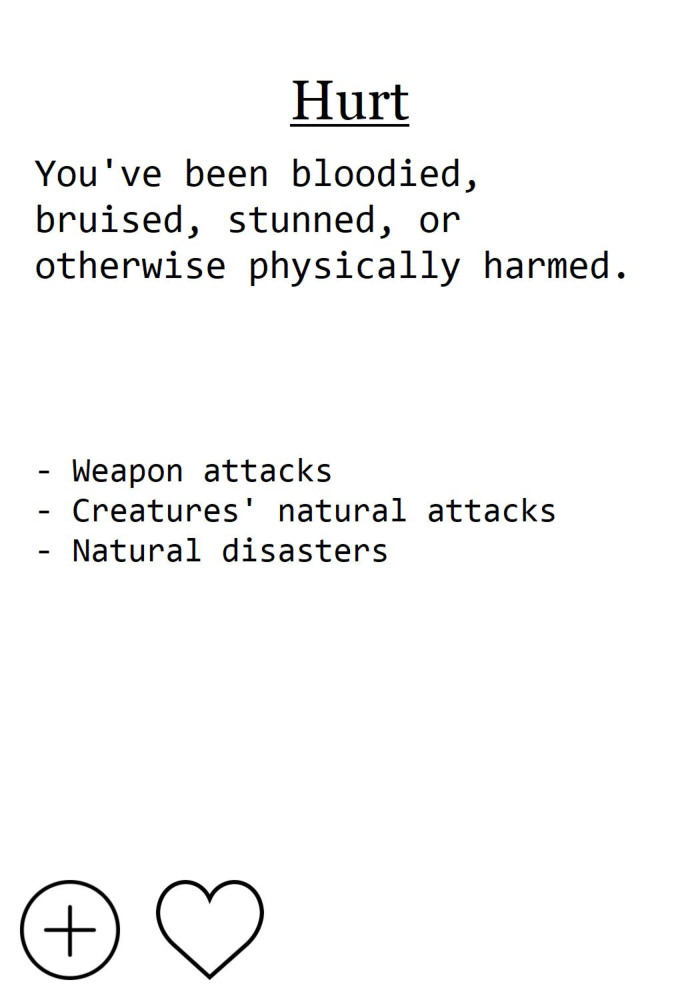 Hurt
You've been bloodied,
bruised, stunned, or
otherwise physically harmed.
- Weapon attacks
- Creatures' natural attacks
- Natural disasters